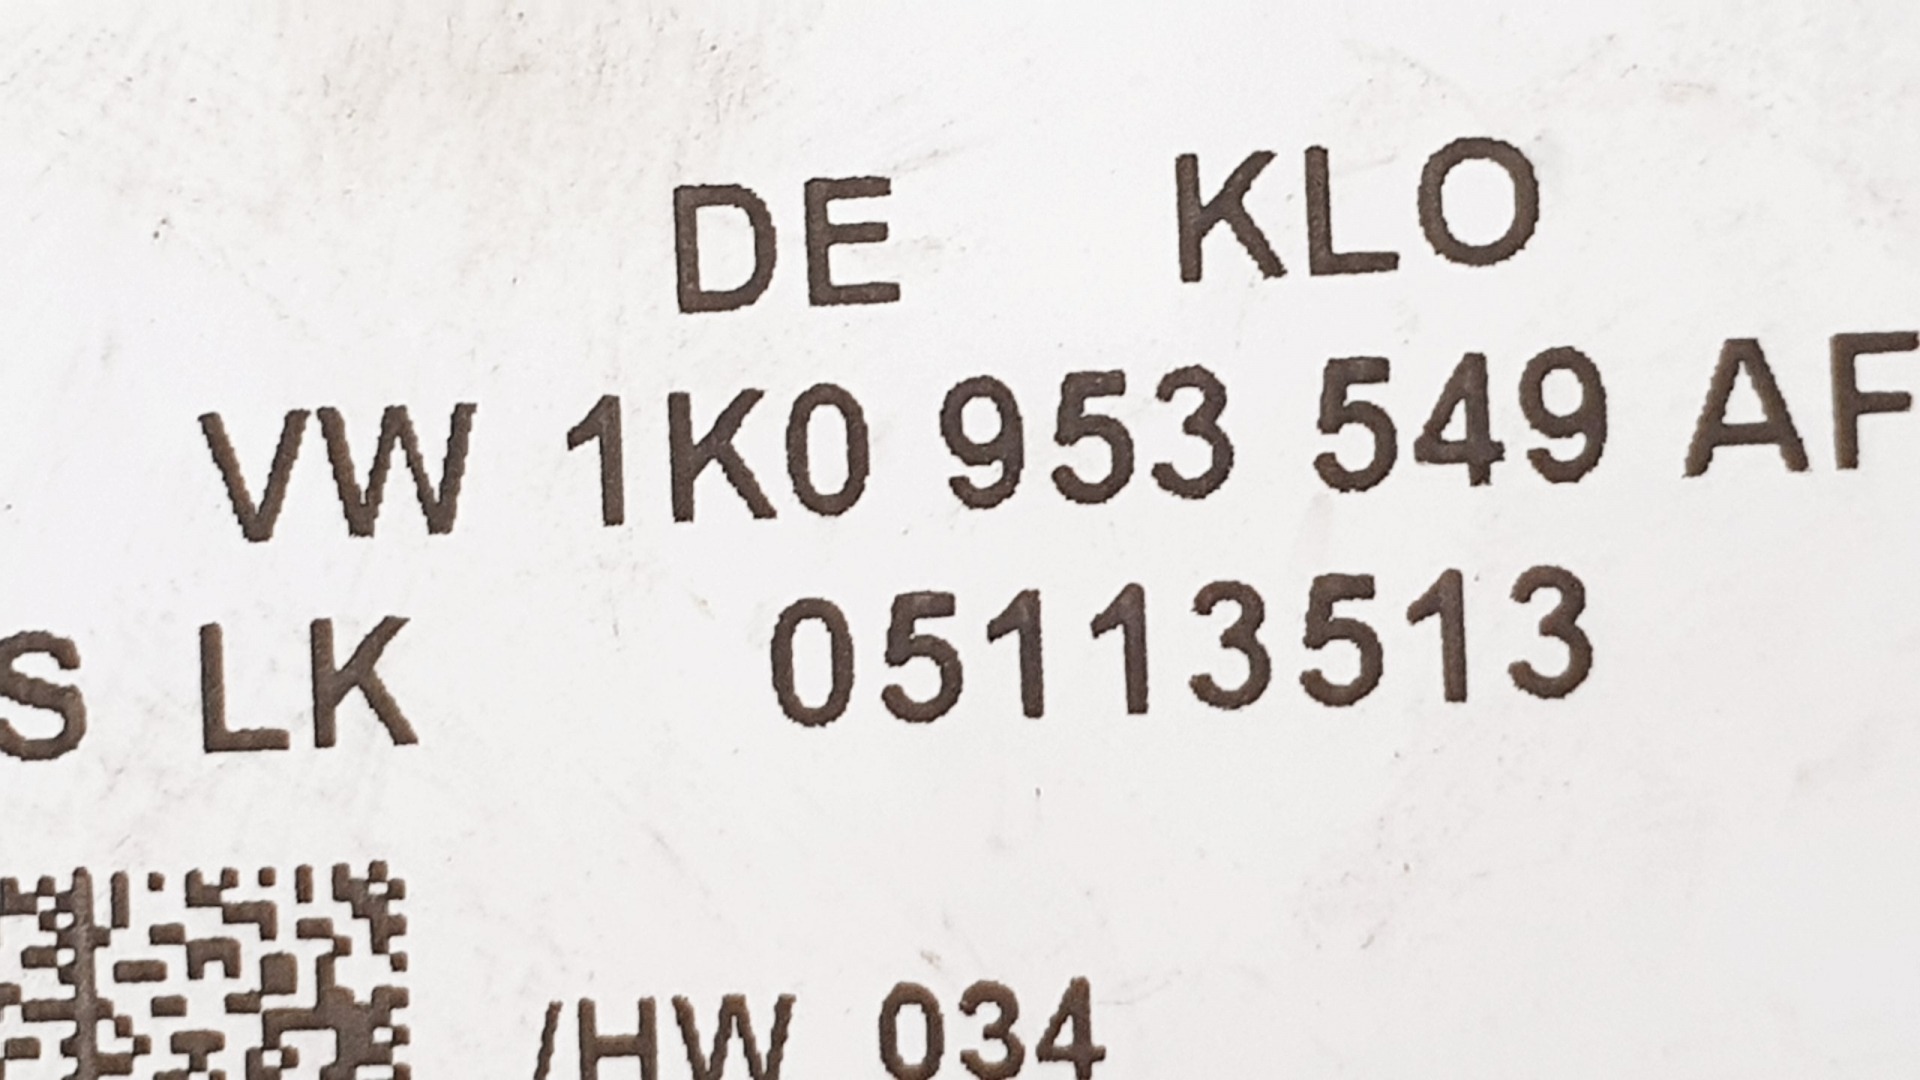 DE KLO
VW 1K0 953 549 AF
S LK 05113513
/HW 034